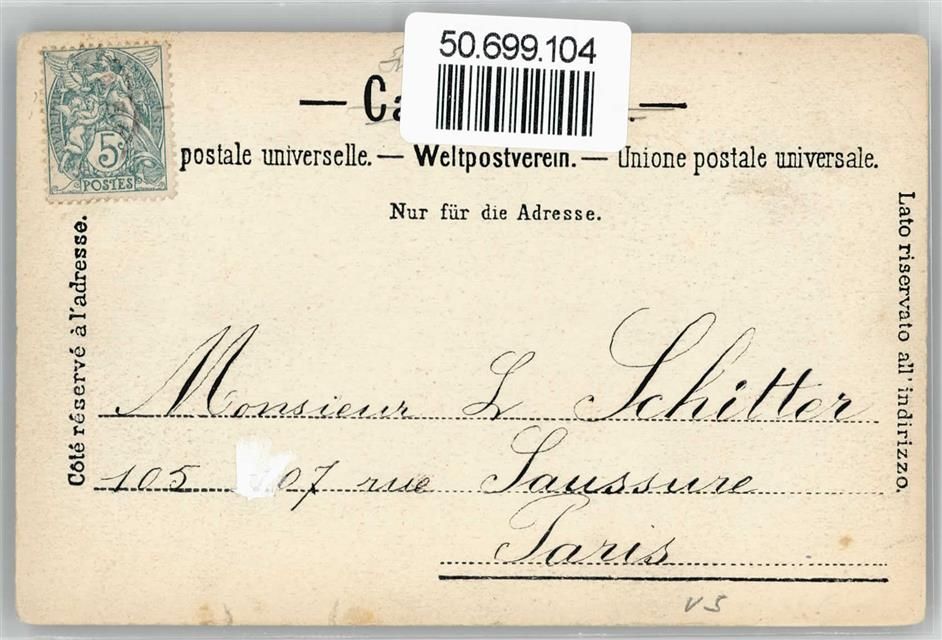 50.699.104
5c
POSTES
postale universelle. — Weltpostverein. — Unione postale universale.
Nur für die Adresse.
Côté réservé à l'adresse.
Lato riservato all'indirizzo.
Monsieur L Schitter
105 107 rue Saussure
Paris
V5